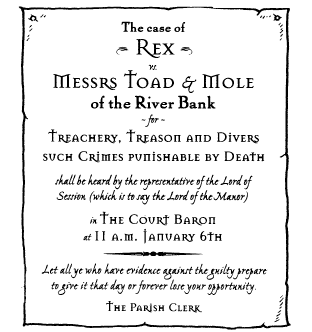 The case of
Rex
vs.
Messrs Toad & Mole
of the River Bank
~ for ~
Treachery, Treason and Divers
such Crimes punishable by Death
shall be heard by the representative of the Lord of
Session (which is to say the Lord of the Manor)
in The Court Baron
at 11 a.m. January 6th
Let all ye who have evidence against the guilty prepare
to give it that day or forever lose your opportunity.
The Parish Clerk